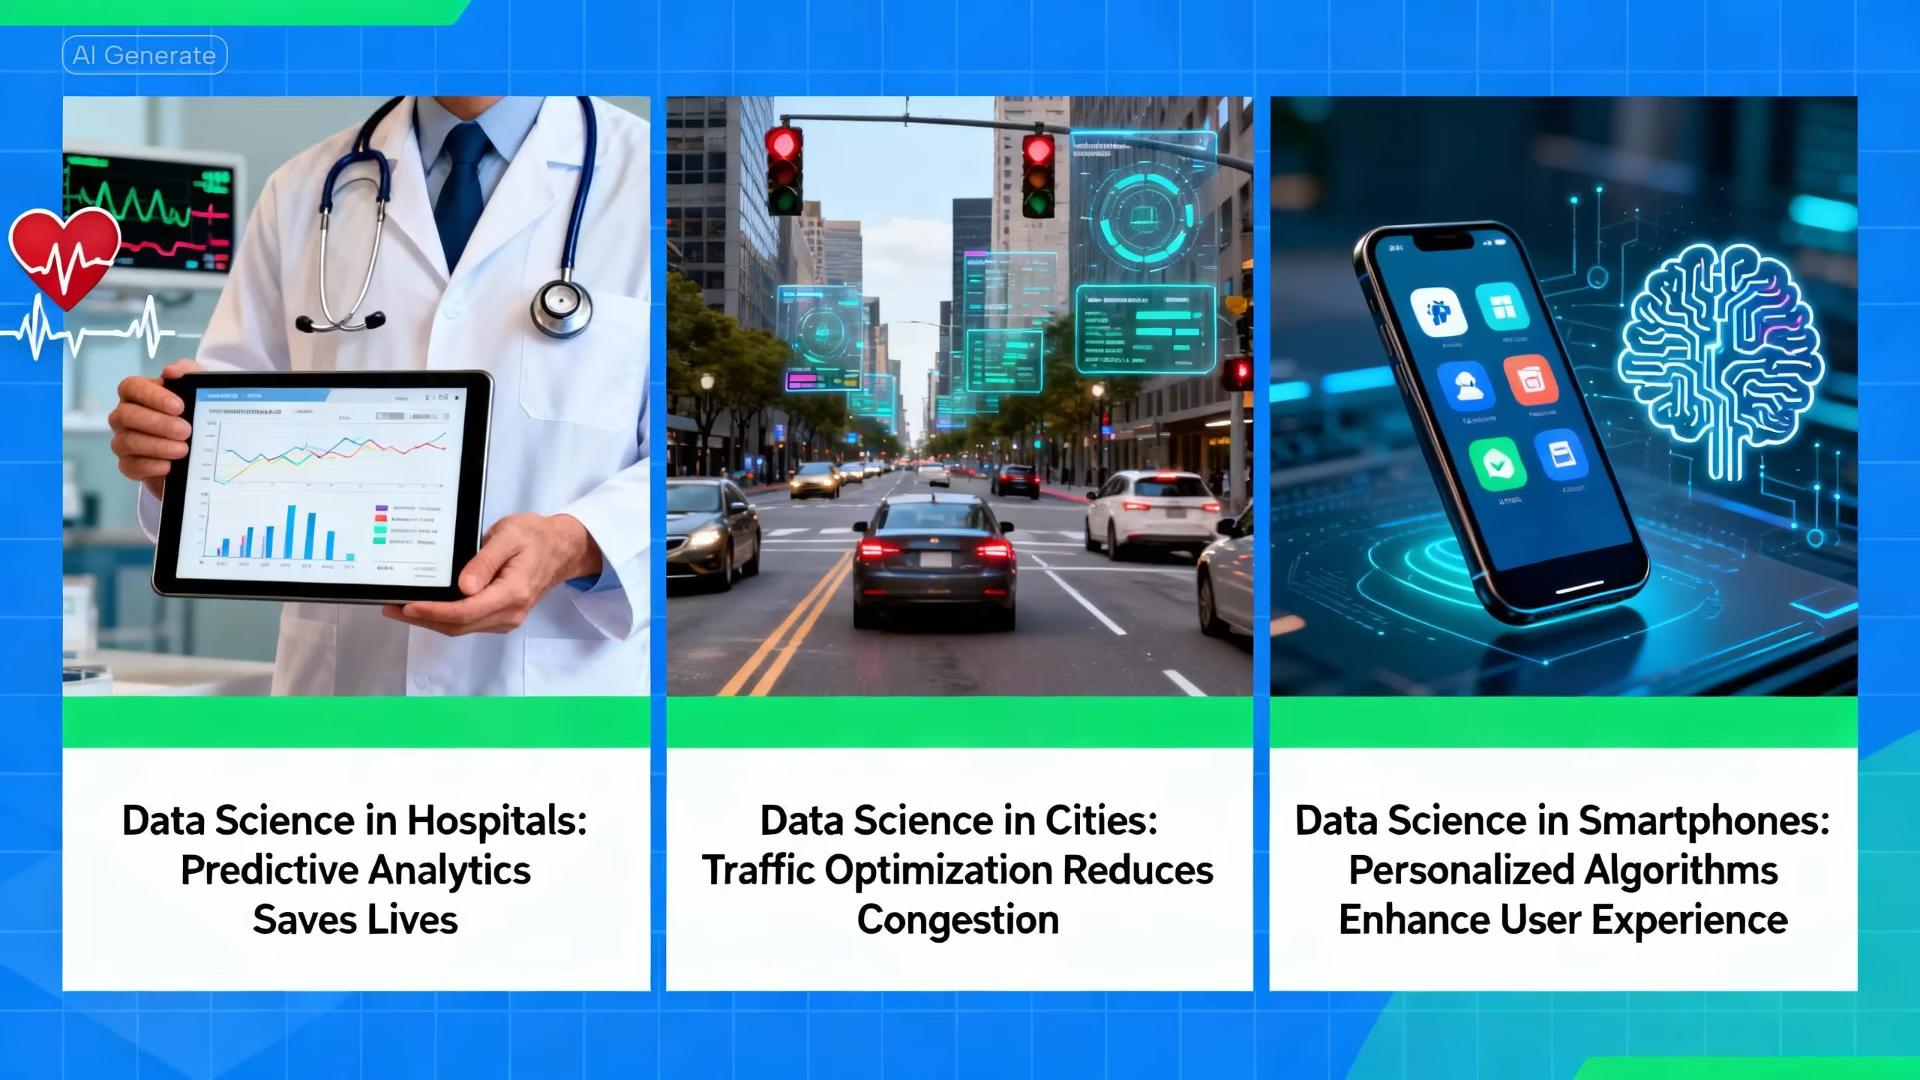 AI Generate
Data Science in Hospitals:
Predictive Analytics
Saves Lives
Data Science in Cities:
Traffic Optimization Reduces
Congestion
Data Science in Smartphones:
Personalized Algorithms
Enhance User Experience